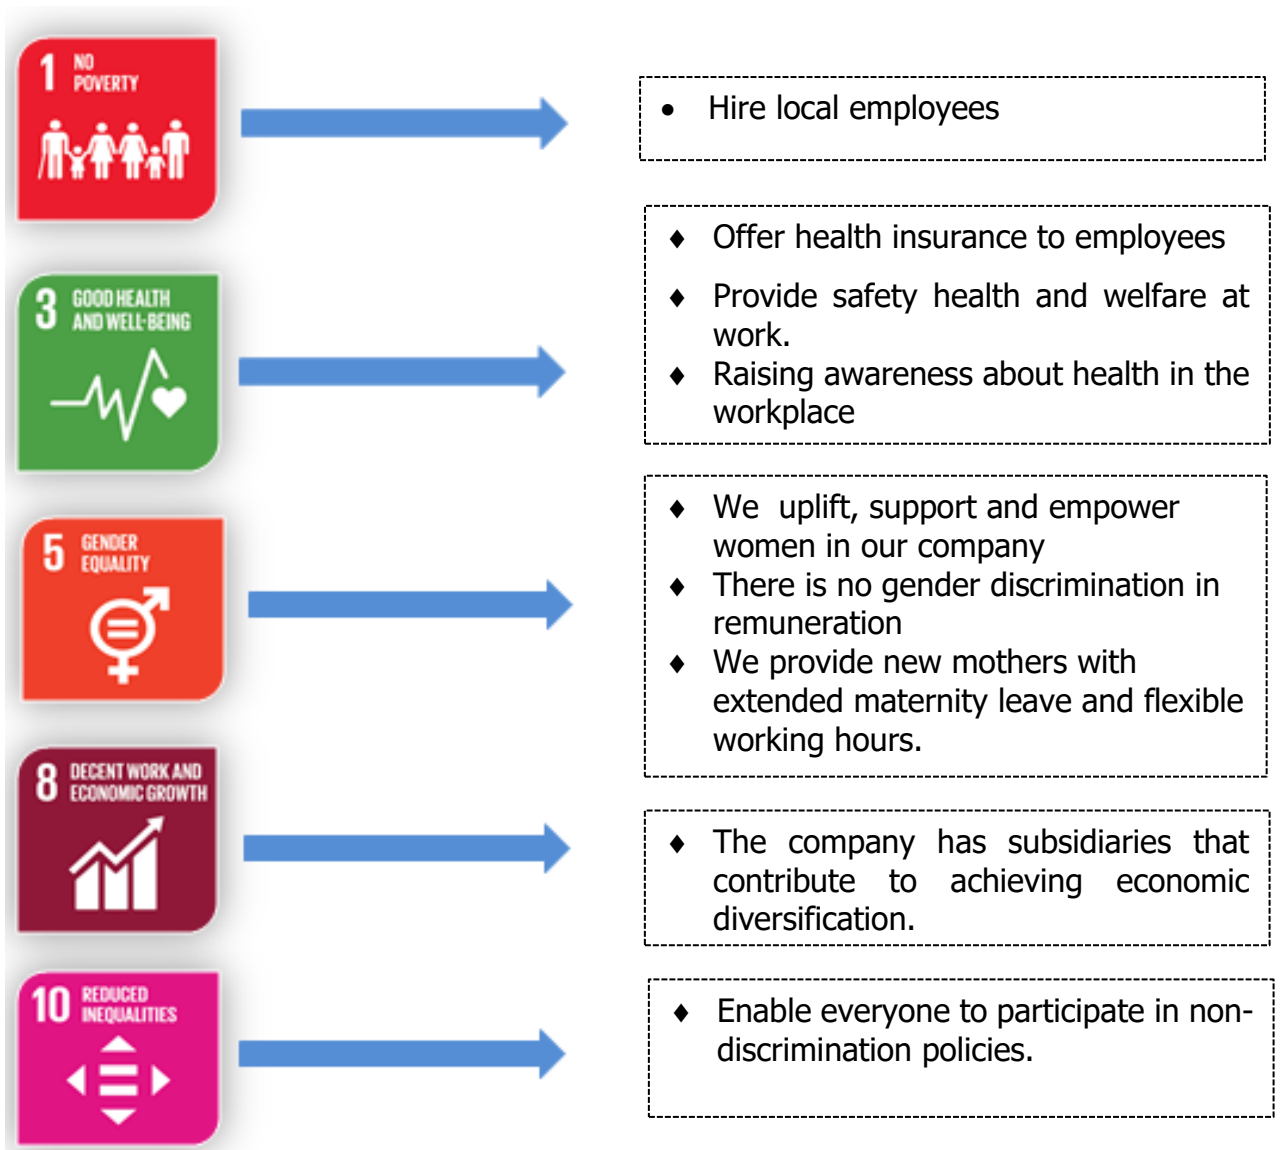 1 NO
POVERTY
• Hire local employees
3 GOOD HEALTH
AND WELL-BEING
♦ Offer health insurance to employees
♦ Provide safety health and welfare at
work.
♦ Raising awareness about health in the
workplace
5 GENDER
EQUALITY
♦ We uplift, support and empower
women in our company
♦ There is no gender discrimination in
remuneration
♦ We provide new mothers with
extended maternity leave and flexible
working hours.
8 DECENT WORK AND
ECONOMIC GROWTH
♦ The company has subsidiaries that
contribute to achieving economic
diversification.
10 REDUCED
INEQUALITIES
♦ Enable everyone to participate in non-
discrimination policies.